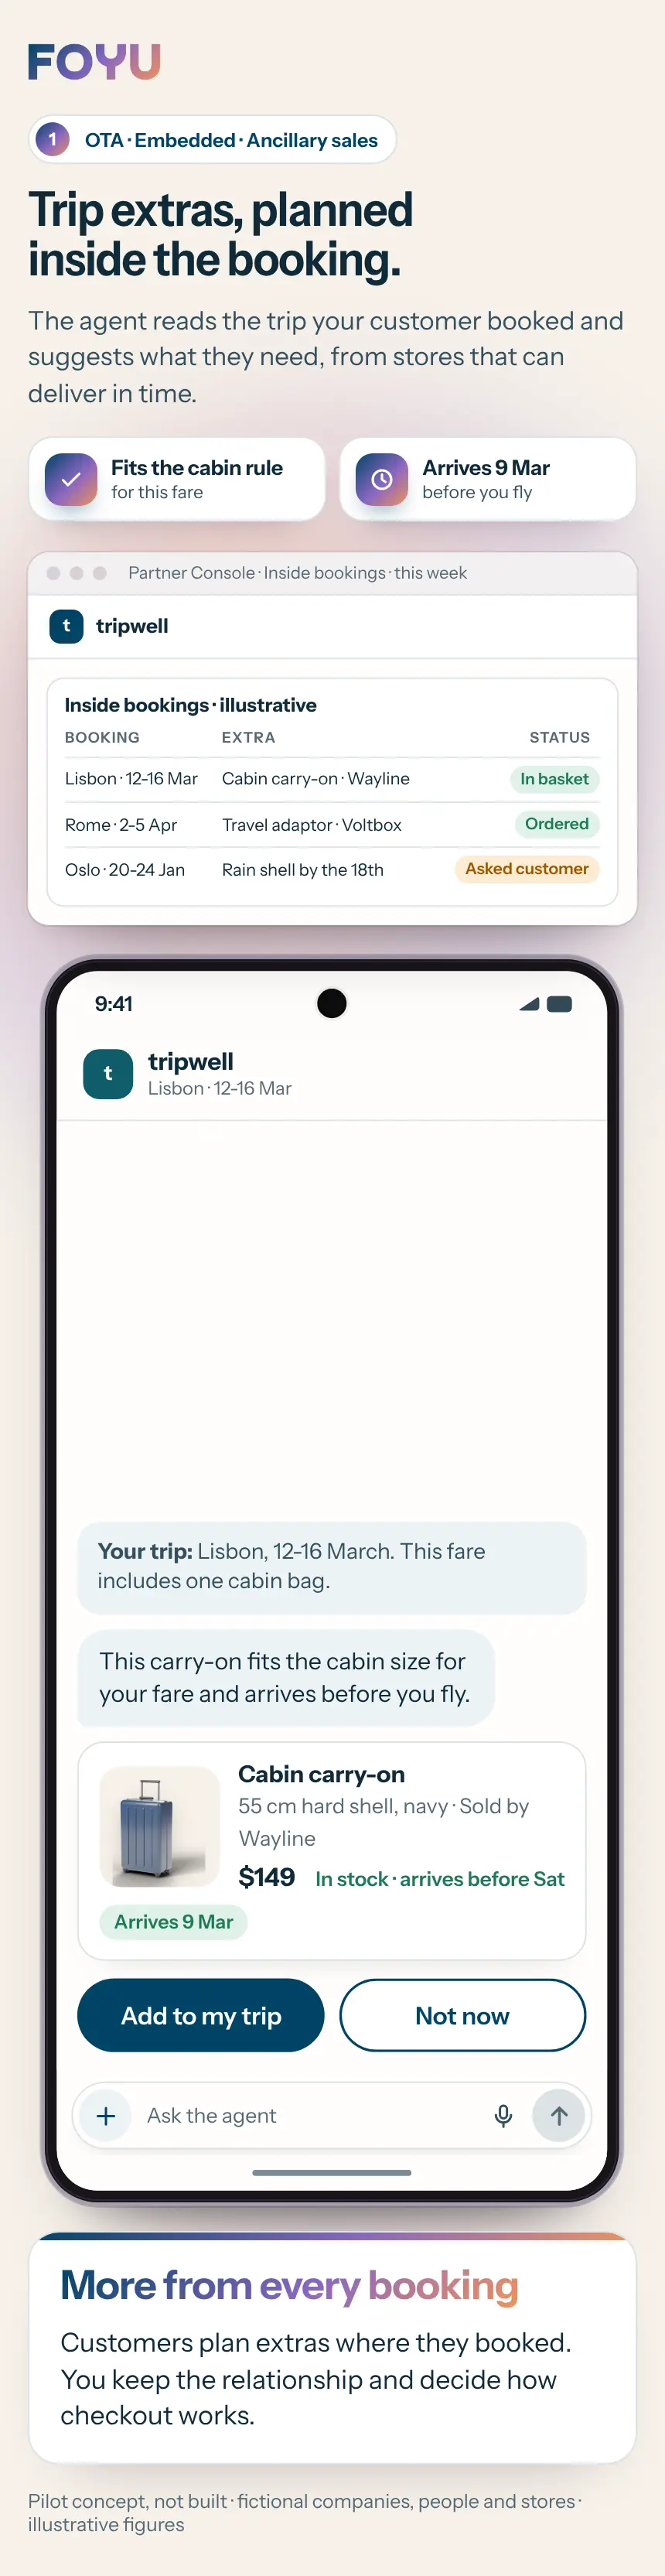 FOYU
1 OTA · Embedded · Ancillary sales
Trip extras, planned
inside the booking.
The agent reads the trip your customer booked and
suggests what they need, from stores that can
deliver in time.
Fits the cabin rule
for this fare
Arrives 9 Mar
before you fly
Partner Console · Inside bookings · this week
t tripwell
Inside bookings · illustrative
BOOKING EXTRA STATUS
Lisbon · 12-16 Mar Cabin carry-on · Wayline In basket
Rome · 2-5 Apr Travel adaptor · Voltbox Ordered
Oslo · 20-24 Jan Rain shell by the 18th Asked customer
9:41
t tripwell
Lisbon · 12-16 Mar
Your trip: Lisbon, 12-16 March. This fare
includes one cabin bag.
This carry-on fits the cabin size for
your fare and arrives before you fly.
Cabin carry-on
55 cm hard shell, navy · Sold by
Wayline
$149 In stock · arrives before Sat
Arrives 9 Mar
Add to my trip Not now
Ask the agent
More from every booking
Customers plan extras where they booked.
You keep the relationship and decide how
checkout works.
Pilot concept, not built · fictional companies, people and stores ·
illustrative figures